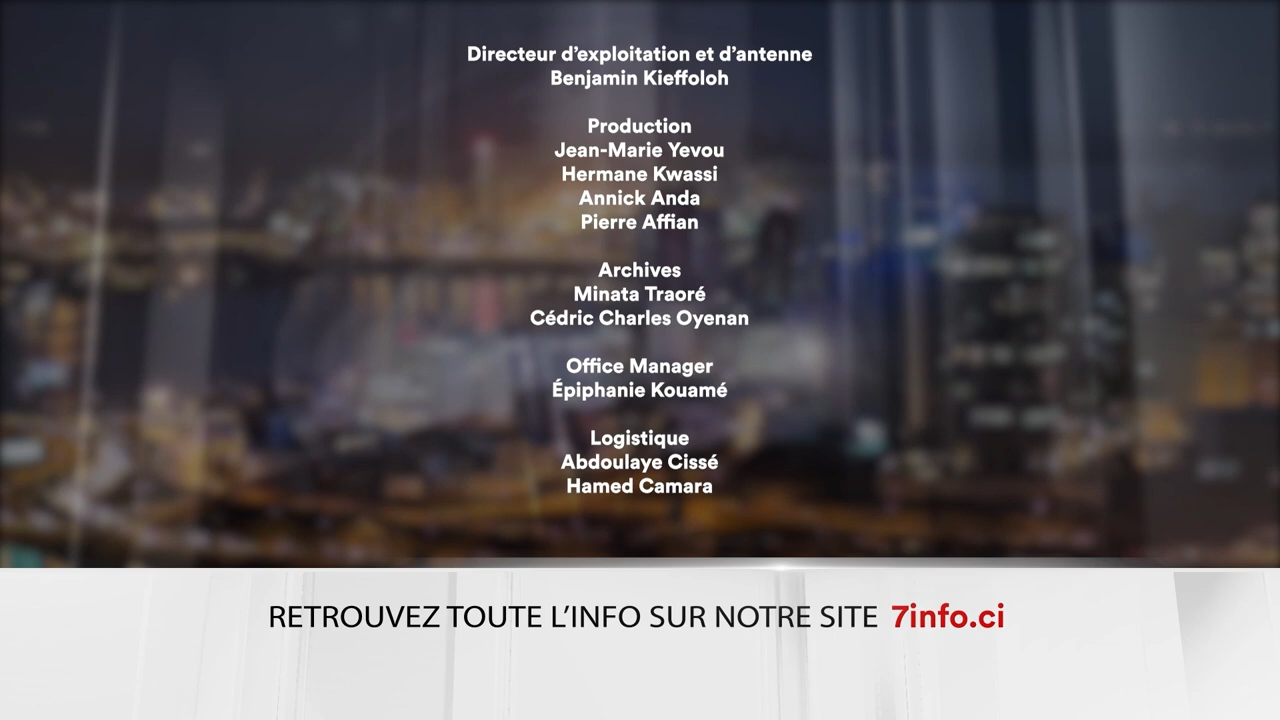 Directeur d’exploitation et d’antenne
Benjamin Kieffoloh
Production
Jean-Marie Yevou
Hermane Kwassi
Annick Anda
Pierre Affian
Archives
Minata Traoré
Cédric Charles Oyenan
Office Manager
Épiphanie Kouamé
Logistique
Abdoulaye Cissé
Hamed Camara
RETROUVEZ TOUTE L’INFO SUR NOTRE SITE 7info.ci